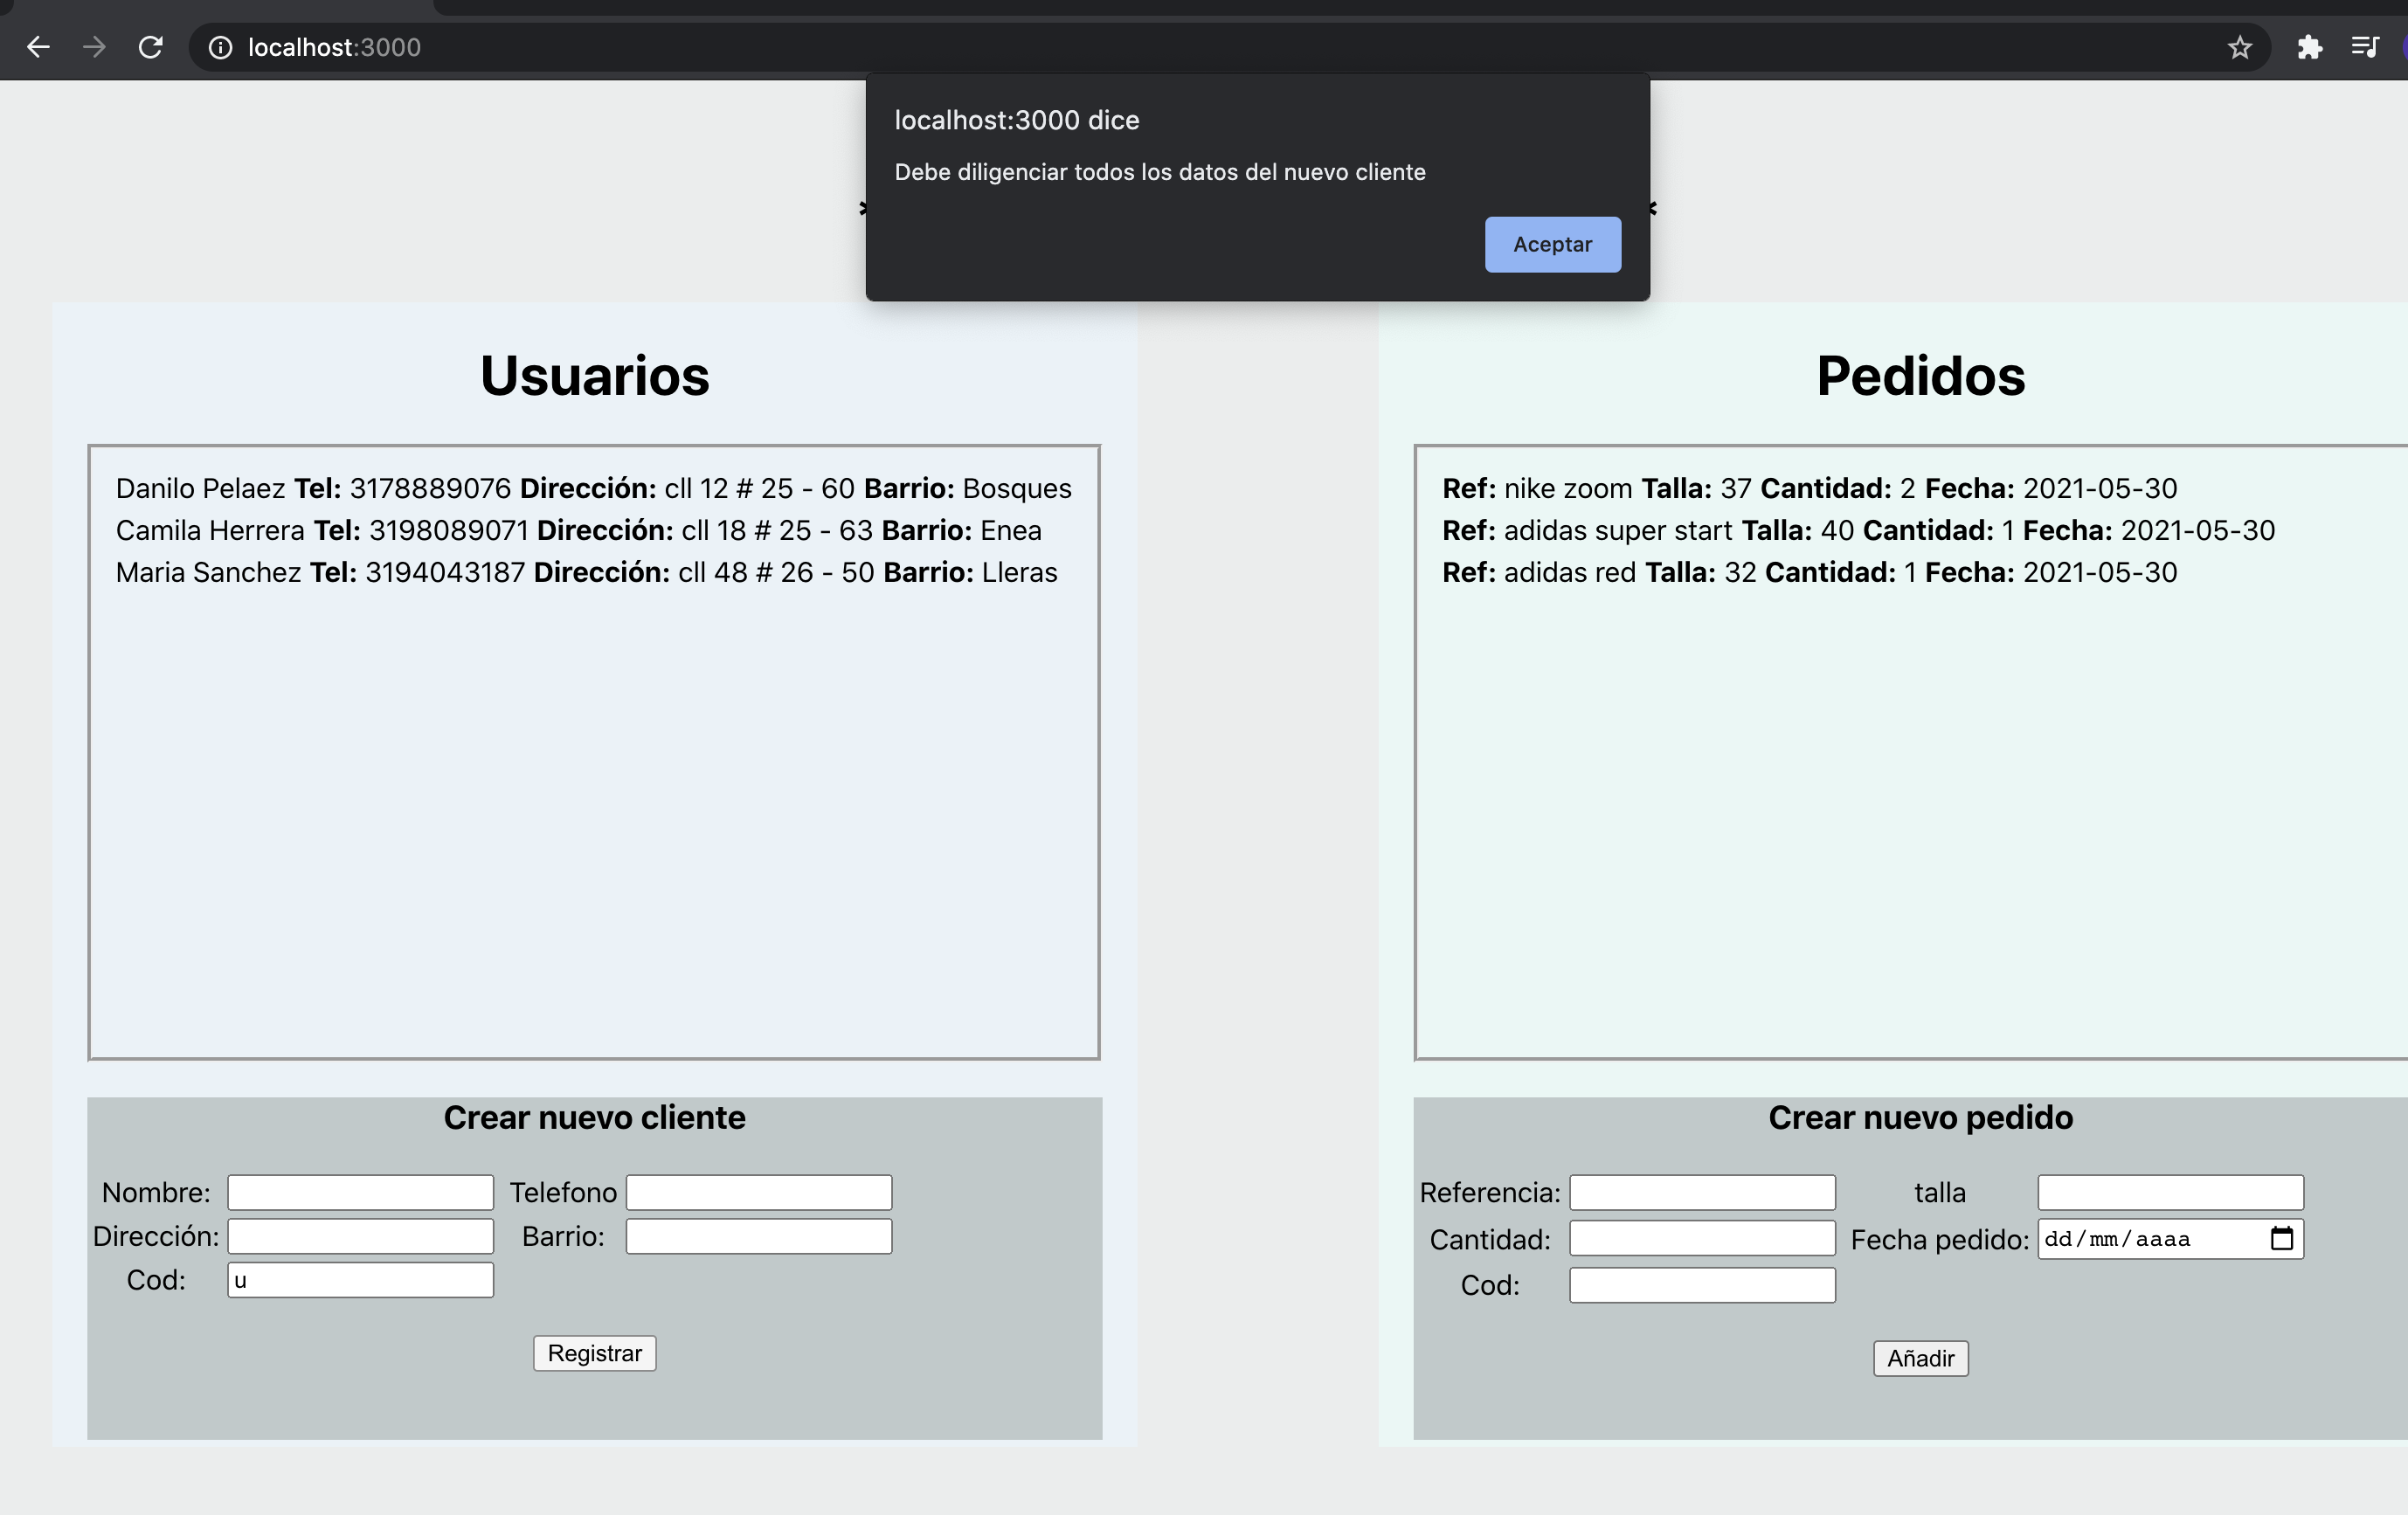 localhost:3000
localhost:3000 dice
Debe diligenciar todos los datos del nuevo cliente
Aceptar
Usuarios
Danilo Pelaez Tel: 3178889076 Dirección: cll 12 # 25 - 60 Barrio: Bosques
Camila Herrera Tel: 3198089071 Dirección: cll 18 # 25 - 63 Barrio: Enea
Maria Sanchez Tel: 3194043187 Dirección: cll 48 # 26 - 50 Barrio: Lleras
Crear nuevo cliente
Nombre: Telefono
Dirección: Barrio:
Cod: u
Registrar
Pedidos
Ref: nike zoom Talla: 37 Cantidad: 2 Fecha: 2021-05-30
Ref: adidas super start Talla: 40 Cantidad: 1 Fecha: 2021-05-30
Ref: adidas red Talla: 32 Cantidad: 1 Fecha: 2021-05-30
Crear nuevo pedido
Referencia: talla
Cantidad: Fecha pedido: dd/mm/aaaa
Cod:
Añadir